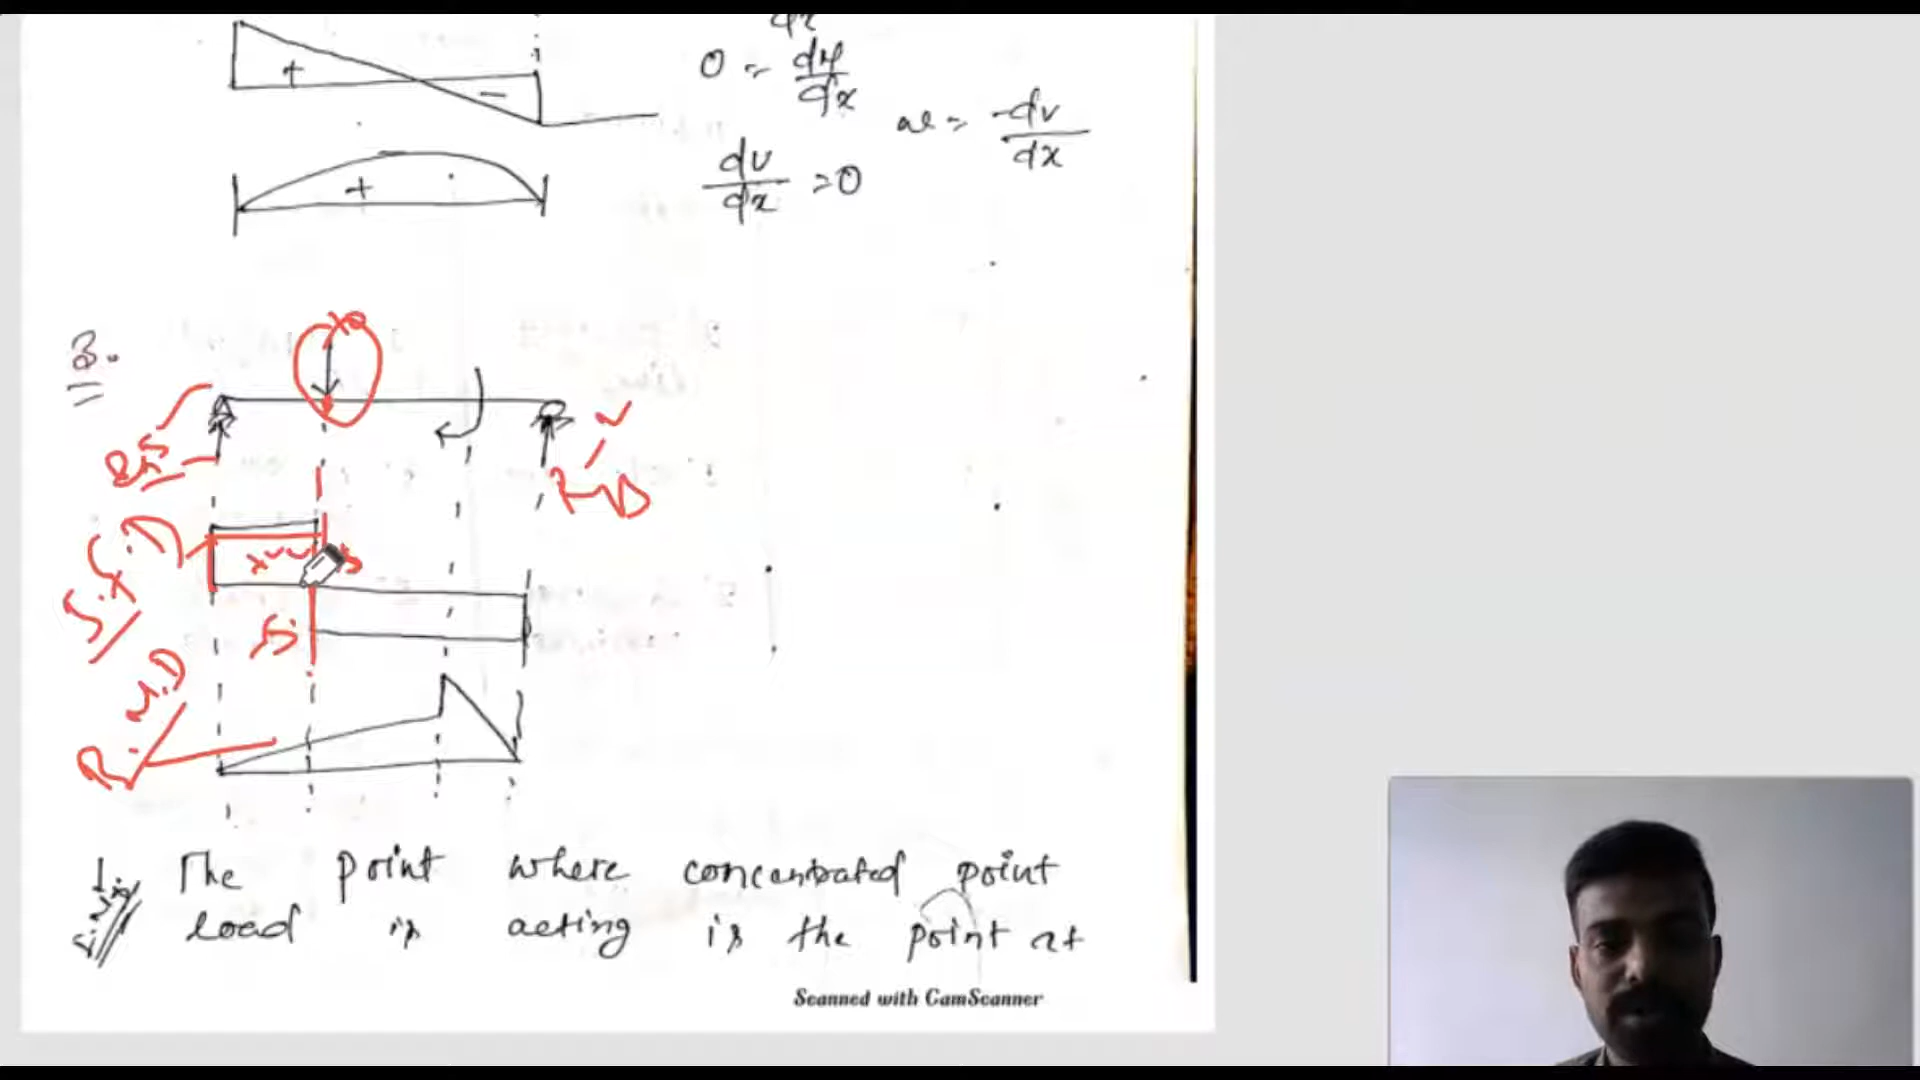 0 = dM/dx
w = -dv/dx
dv/dx = 0
+
-
+
3.
10
S.F.D
B.M.D
The point where concentrated point
load is acting is the point at
Scanned with CamScanner